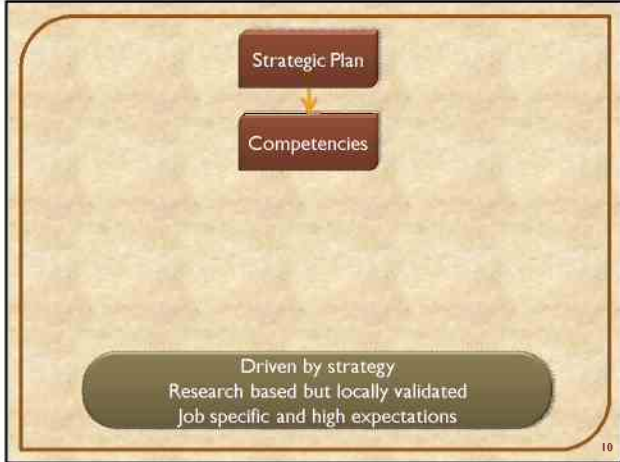 Strategic Plan
Competencies
Driven by strategy
Research based but locally validated
Job specific and high expectations
10